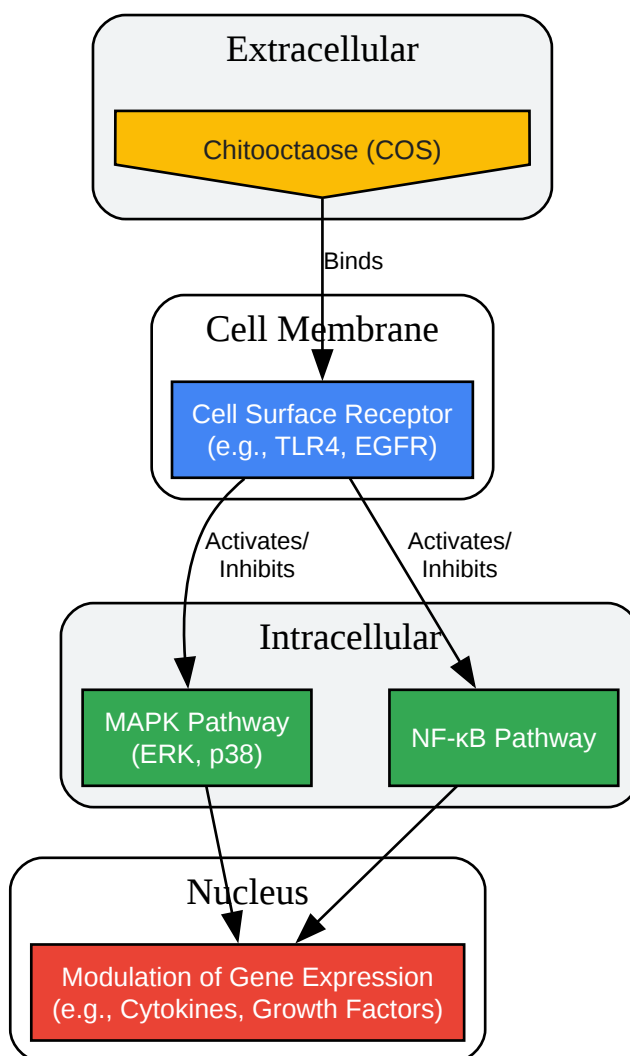 Extracellular
Chitooctaose (COS)
Binds
Cell Membrane
Cell Surface Receptor
(e.g., TLR4, EGFR)
Activates/
Inhibits
Activates/
Inhibits
Intracellular
MAPK Pathway
(ERK, p38)
NF-κB Pathway
Nucleus
Modulation of Gene Expression
(e.g., Cytokines, Growth Factors)